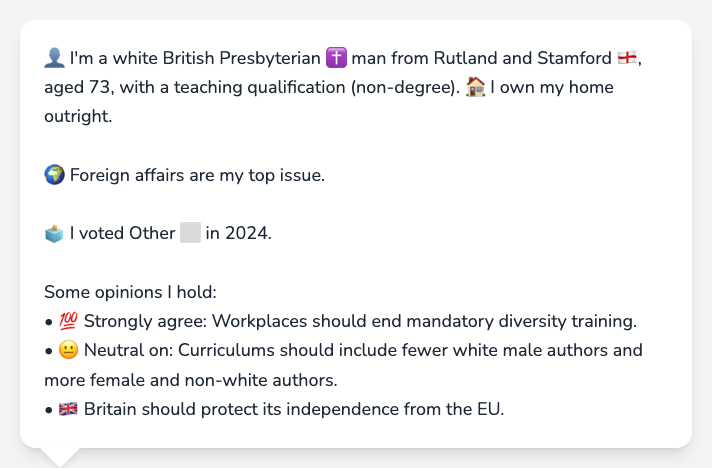 👤 I'm a white British Presbyterian ✝️ man from Rutland and Stamford 🏴󠁧󠁢󠁥󠁮󠁧󠁿,
aged 73, with a teaching qualification (non-degree). 🏠 I own my home
outright.
🌍 Foreign affairs are my top issue.
🗳️ I voted Other ⬜ in 2024.
Some opinions I hold:
• 💯 Strongly agree: Workplaces should end mandatory diversity training.
• 😐 Neutral on: Curriculums should include fewer white male authors and
more female and non-white authors.
• 🇬🇧 Britain should protect its independence from the EU.